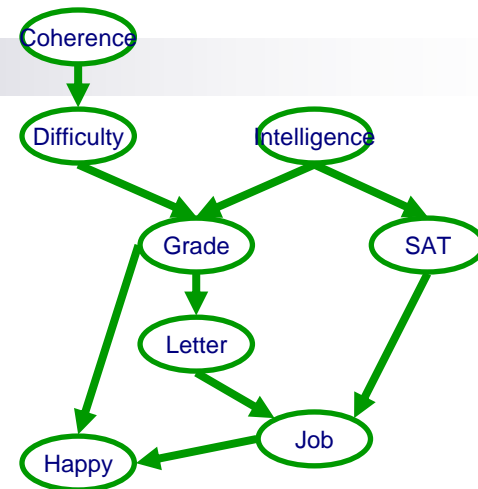 Coherence
Difficulty
Intelligence
Grade
SAT
Letter
Job
Happy